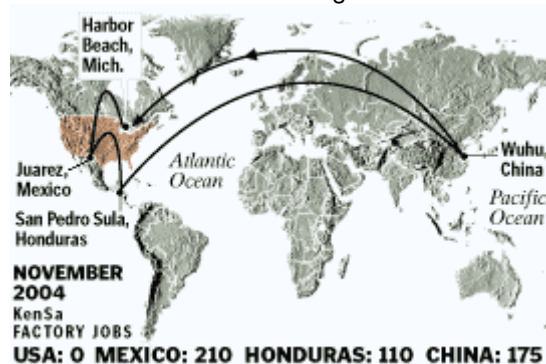 Harbor
Beach,
Mich.
Wuhu,
China
Atlantic
Ocean
Juarez,
Mexico
Pacific
Ocean
San Pedro Sula,
Honduras
NOVEMBER
2004
KenSa
FACTORY JOBS
USA: 0 MEXICO: 210 HONDURAS: 110 CHINA: 175